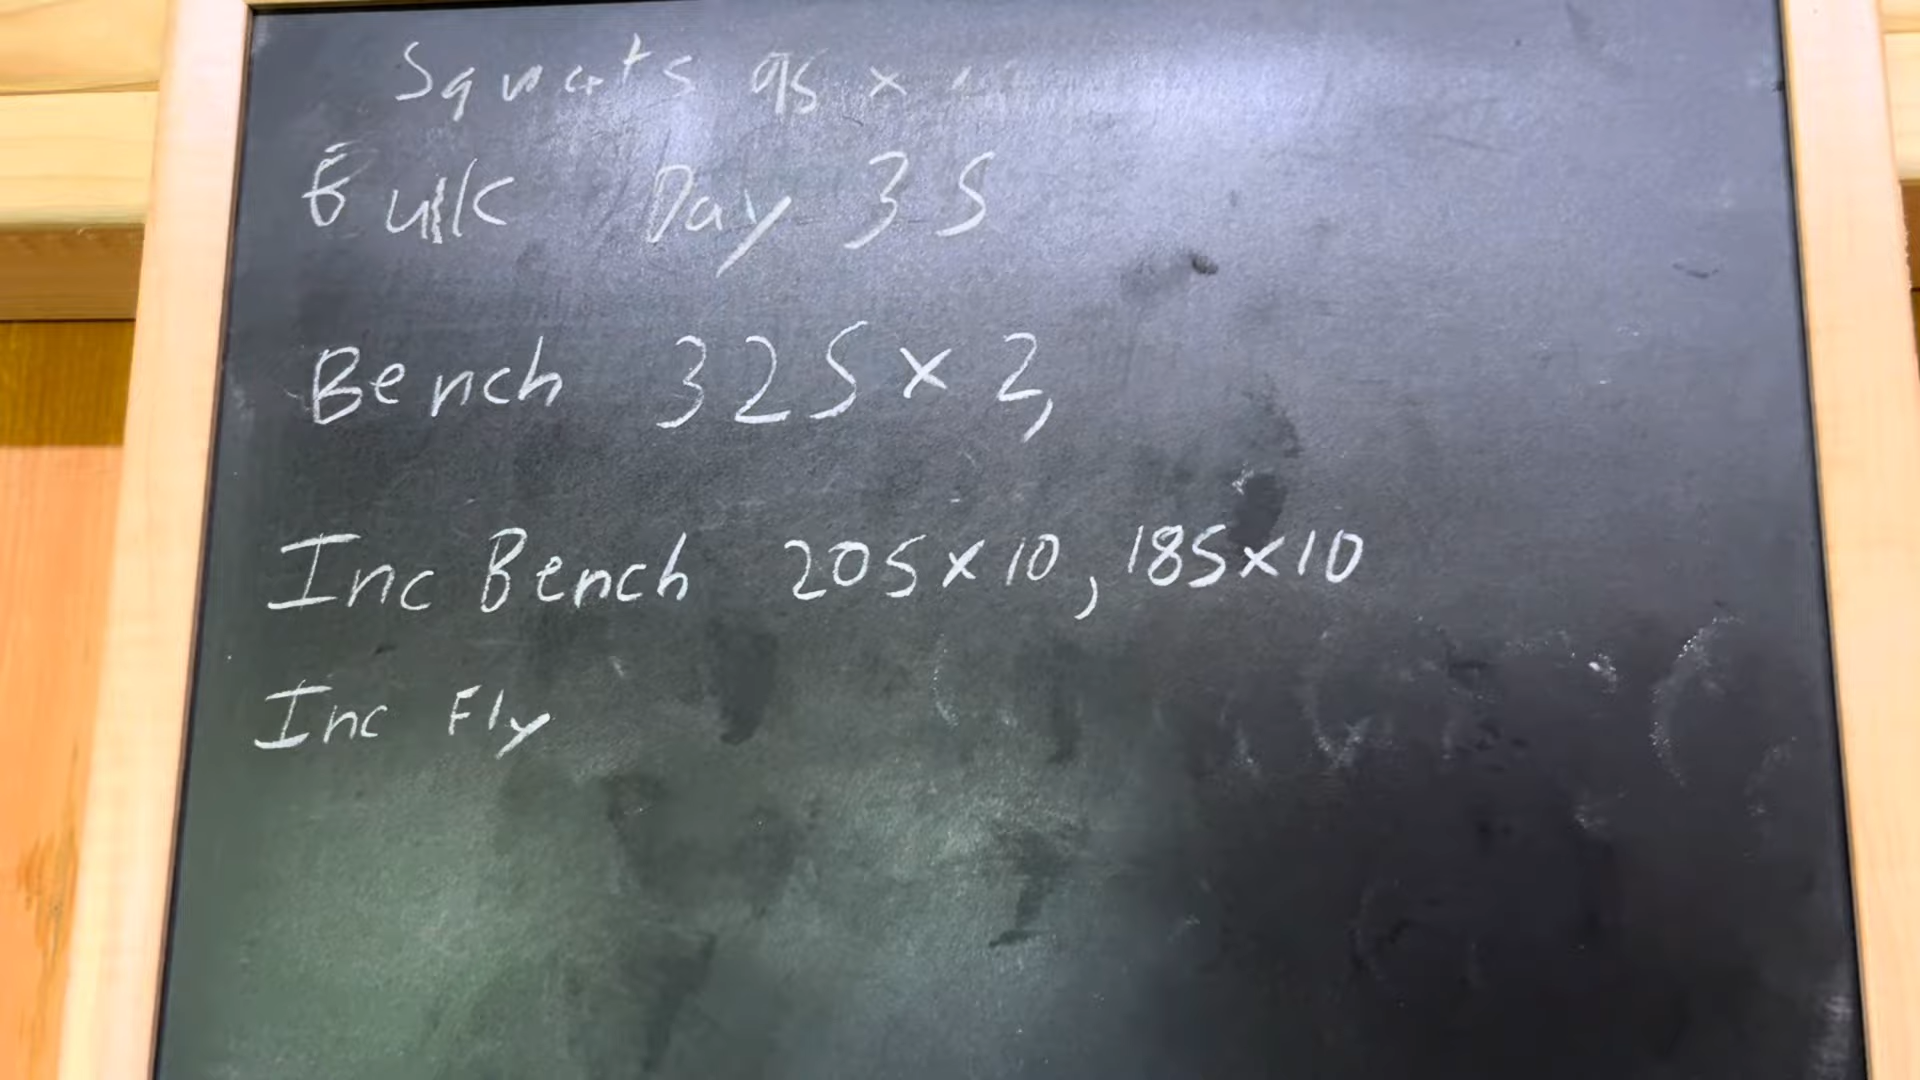 Squats 95 x
Bulk Day 35
Bench 325 x 2,
Inc Bench 205 x 10, 185 x 10
Inc Fly